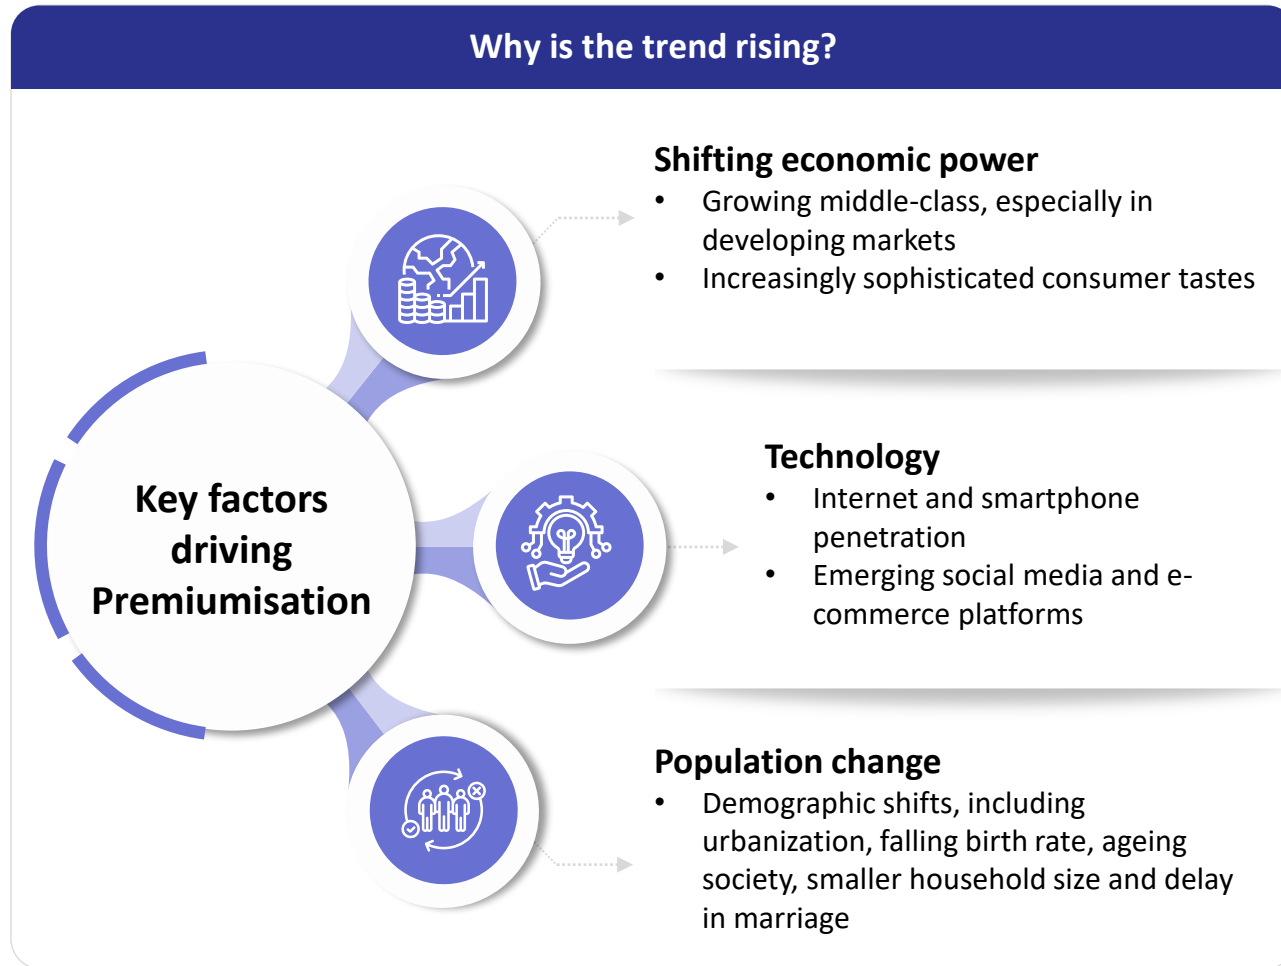 Why is the trend rising?
Key factors
driving
Premiumisation
Shifting economic power
• Growing middle-class, especially in
developing markets
• Increasingly sophisticated consumer tastes
Technology
• Internet and smartphone
penetration
• Emerging social media and e-
commerce platforms
Population change
• Demographic shifts, including
urbanization, falling birth rate, ageing
society, smaller household size and delay
in marriage